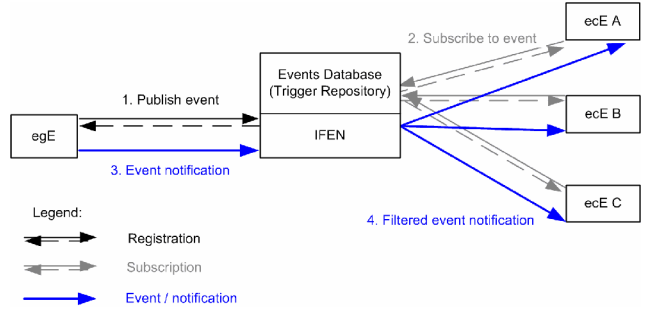 ecE A
2. Subscribe to event
Events Database
(Trigger Repository)
1. Publish event
ecE B
egE
IFEN
3. Event notification
ecE C
4. Filtered event notification
Legend:
Registration
Subscription
Event / notification